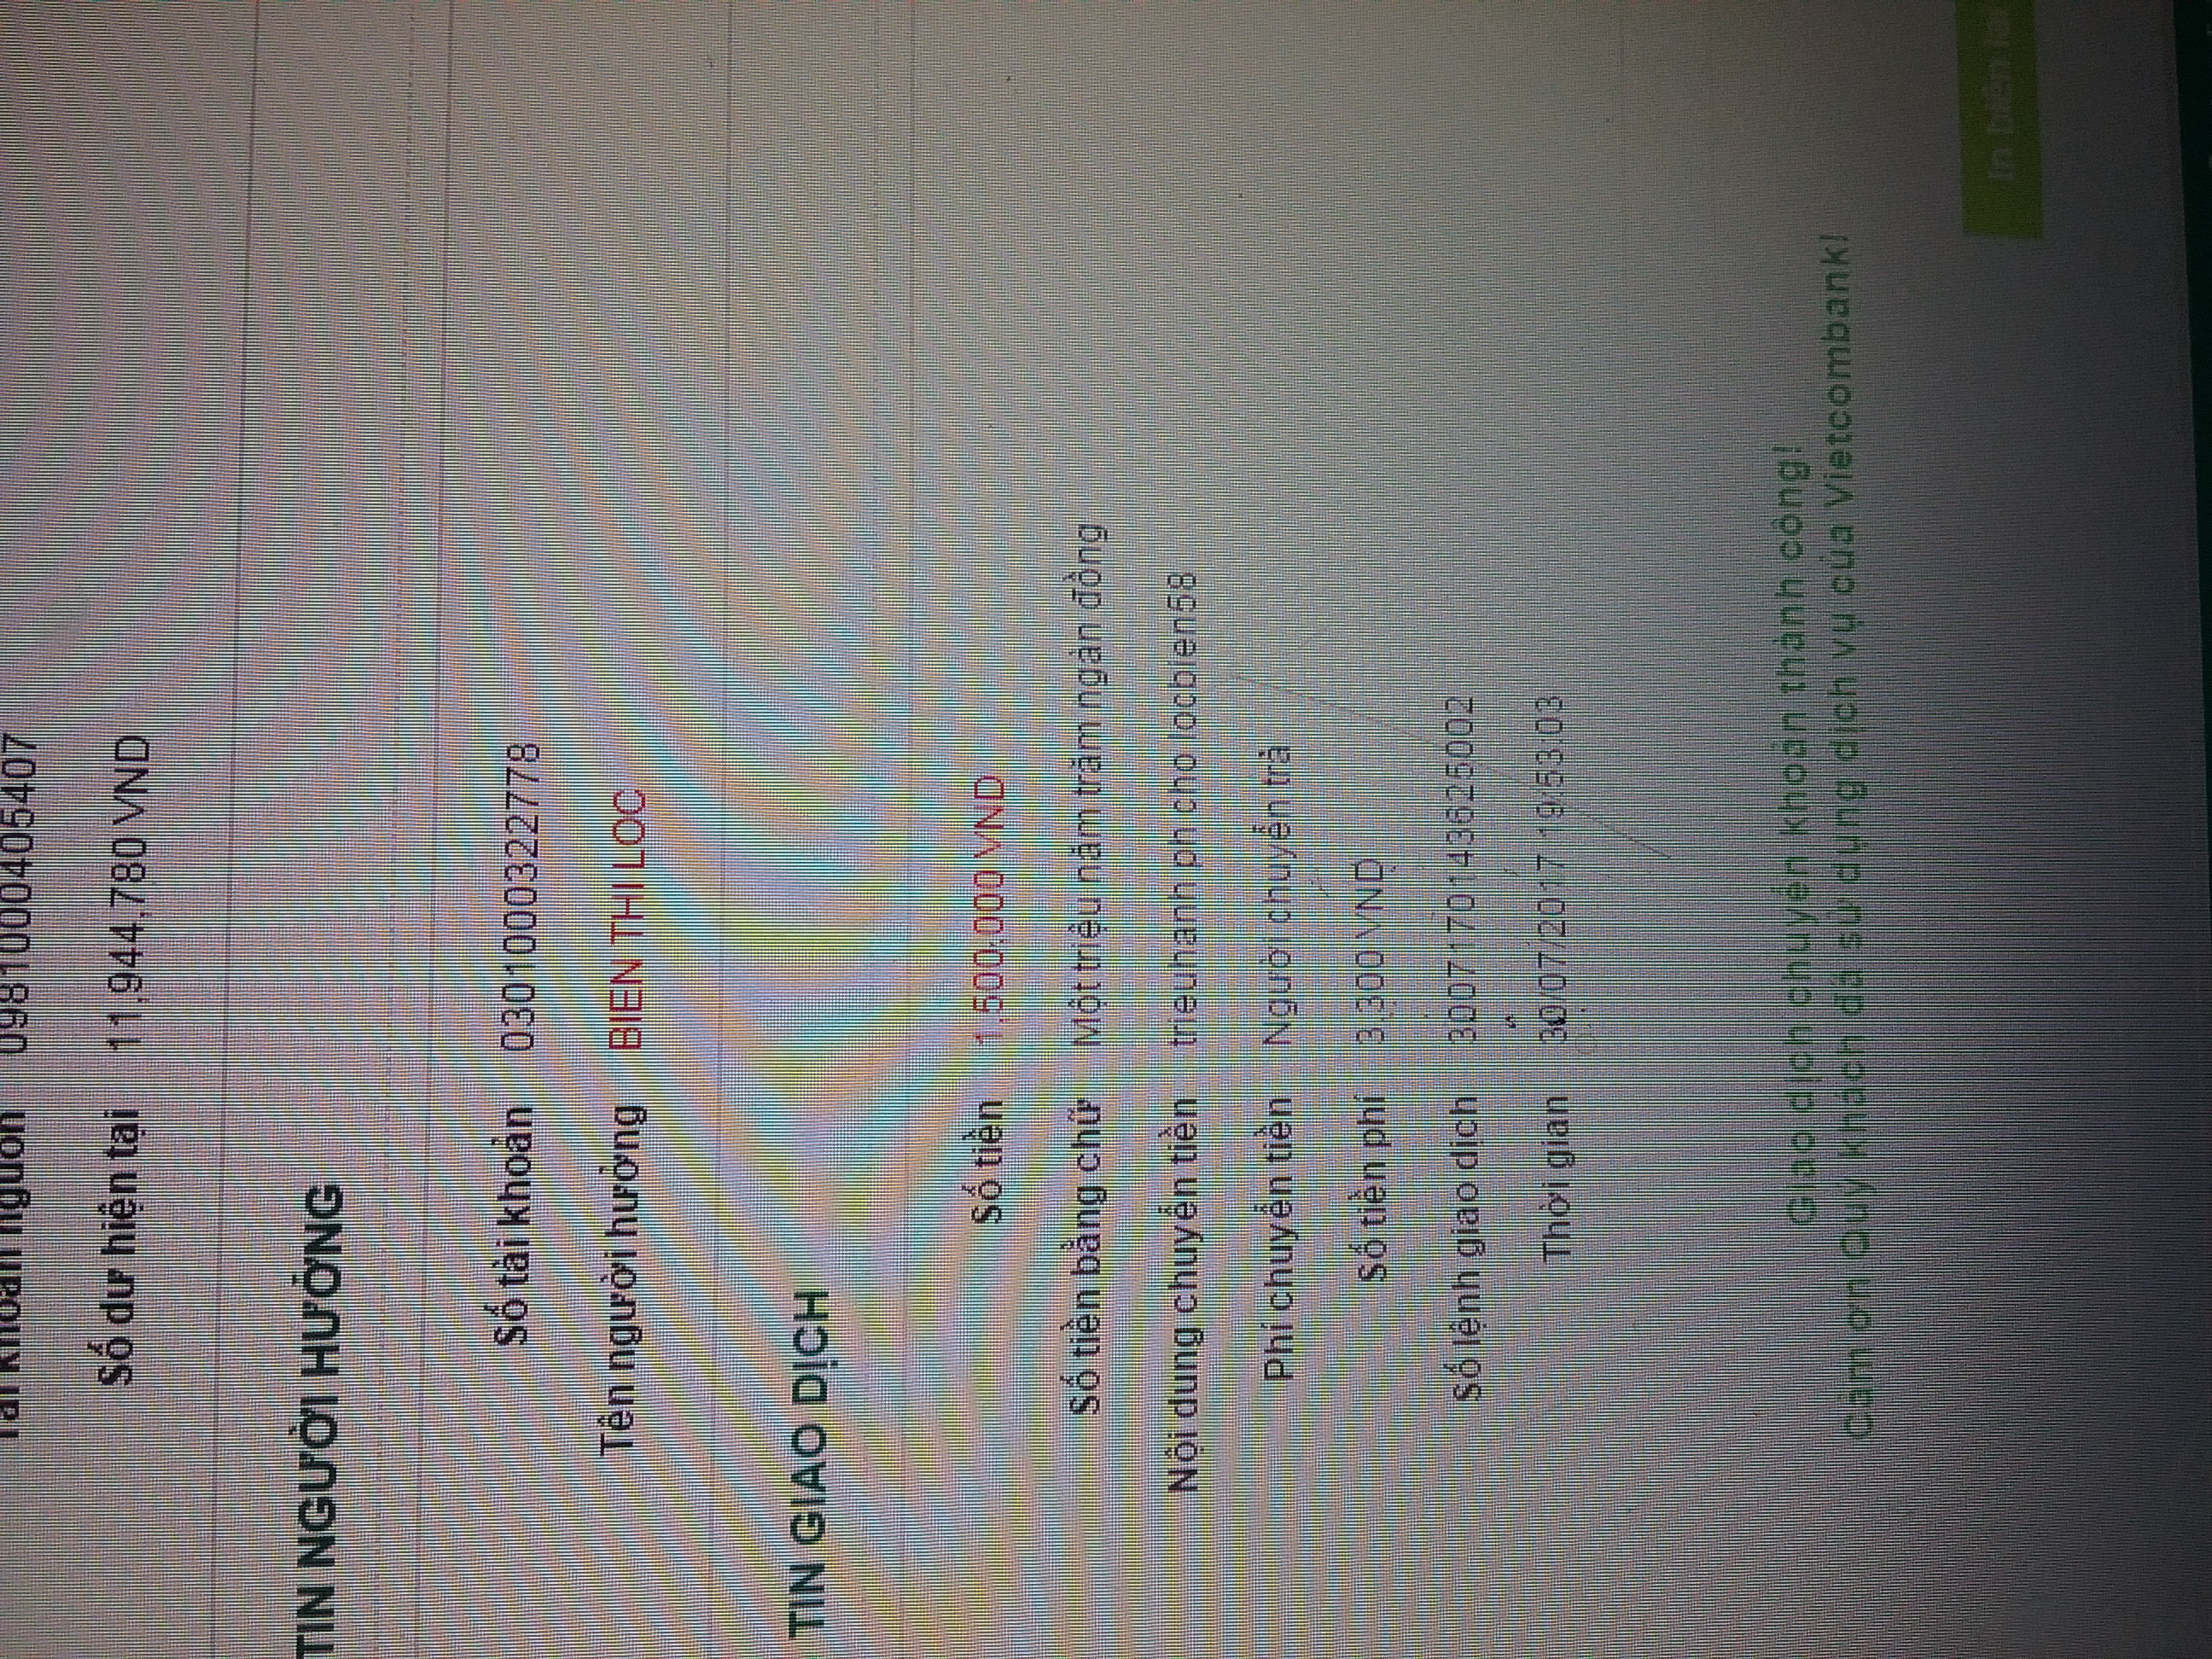 Tài khoản nguồn 0981000405407
Số dư hiện tại 11,944,780 VND
TIN NGƯỜI HƯỞNG
Số tài khoản 0301000322778
Tên người hưởng BIEN THI LOC
TIN GIAO DỊCH
Số tiền 1,500,000 VND
Số tiền bằng chữ Một triệu năm trăm ngàn đồng
Nội dung chuyển tiền trieuhanh ph cho locbien58
Phí chuyển tiền Người chuyển trả
Số tiền phí 3,300 VND
Số lệnh giao dịch 3007170143625002
Thời gian 30/07/2017 19:53:03
Giao dịch chuyển khoản thành công!
Cảm ơn Quý khách đã sử dụng dịch vụ của Vietcombank!
In biên lai